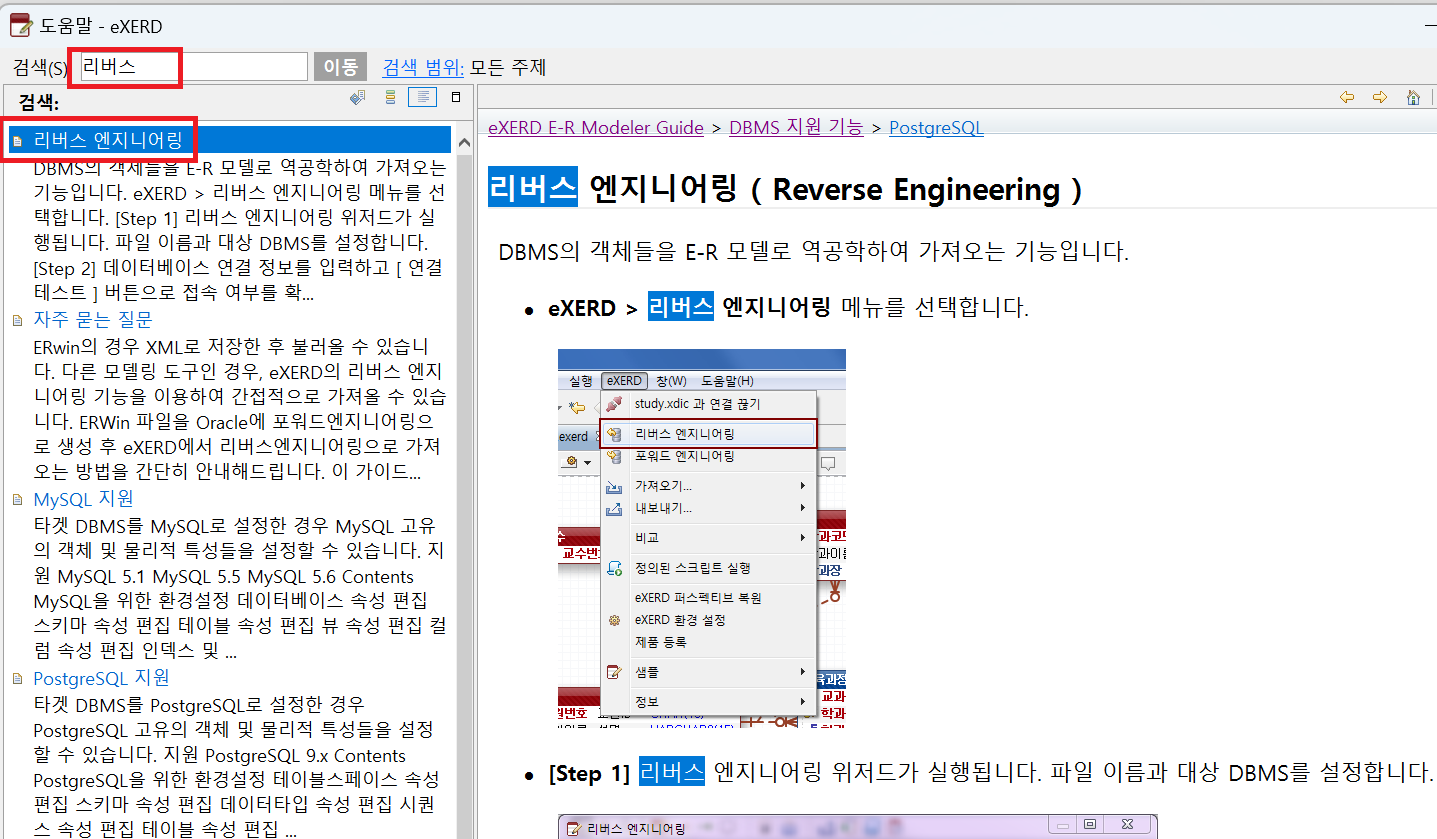 도움말 - eXERD
검색(S) 리버스 이동 검색 범위: 모든 주제
검색:
리버스 엔지니어링
DBMS의 객체들을 E-R 모델로 역공학하여 가져오는
기능입니다. eXERD > 리버스 엔지니어링 메뉴를 선
택합니다. [Step 1] 리버스 엔지니어링 위저드가 실
행됩니다. 파일 이름과 대상 DBMS를 설정합니다.
[Step 2] 데이터베이스 연결 정보를 입력하고 [ 연결
테스트 ] 버튼으로 접속 여부를 확...
자주 묻는 질문
ERwin의 경우 XML로 저장한 후 불러올 수 있습니
다. 다른 모델링 도구인 경우, eXERD의 리버스 엔지
니어링 기능을 이용하여 간접적으로 가져올 수 있습
니다. ERWin 파일을 Oracle에 포워드엔지니어링으
로 생성 후 eXERD에서 리버스엔지니어링으로 가져
오는 방법을 간단히 안내해드립니다. 이 가이드...
MySQL 지원
타겟 DBMS를 MySQL로 설정한 경우 MySQL 고유
의 객체 및 물리적 특성들을 설정할 수 있습니다. 지
원 MySQL 5.1 MySQL 5.5 MySQL 5.6 Contents
MySQL을 위한 환경설정 데이터베이스 속성 편집
스키마 속성 편집 테이블 속성 편집 뷰 속성 편집 컬
럼 속성 편집 인덱스 및 ...
PostgreSQL 지원
타겟 DBMS를 PostgreSQL로 설정한 경우
PostgreSQL 고유의 객체 및 물리적 특성들을 설정
할 수 있습니다. 지원 PostgreSQL 9.x Contents
PostgreSQL을 위한 환경설정 테이블스페이스 속성
편집 스키마 속성 편집 데이터타입 속성 편집 시퀀
스 속성 편집 테이블 속성 편집 ...
eXERD E-R Modeler Guide > DBMS 지원 기능 > PostgreSQL
리버스 엔지니어링 ( Reverse Engineering )
DBMS의 객체들을 E-R 모델로 역공학하여 가져오는 기능입니다.
• eXERD > 리버스 엔지니어링 메뉴를 선택합니다.
실행 eXERD 창(W) 도움말(H)
study.xdic 과 연결 끊기
exerd
리버스 엔지니어링
포워드 엔지니어링
가져오기...
내보내기...
비교
교수번
정의된 스크립트 실행
eXERD 퍼스펙티브 복원
eXERD 환경 설정
제품 등록
샘플
정보
• [Step 1] 리버스 엔지니어링 위저드가 실행됩니다. 파일 이름과 대상 DBMS를 설정합니다.
리버스 엔지니어링